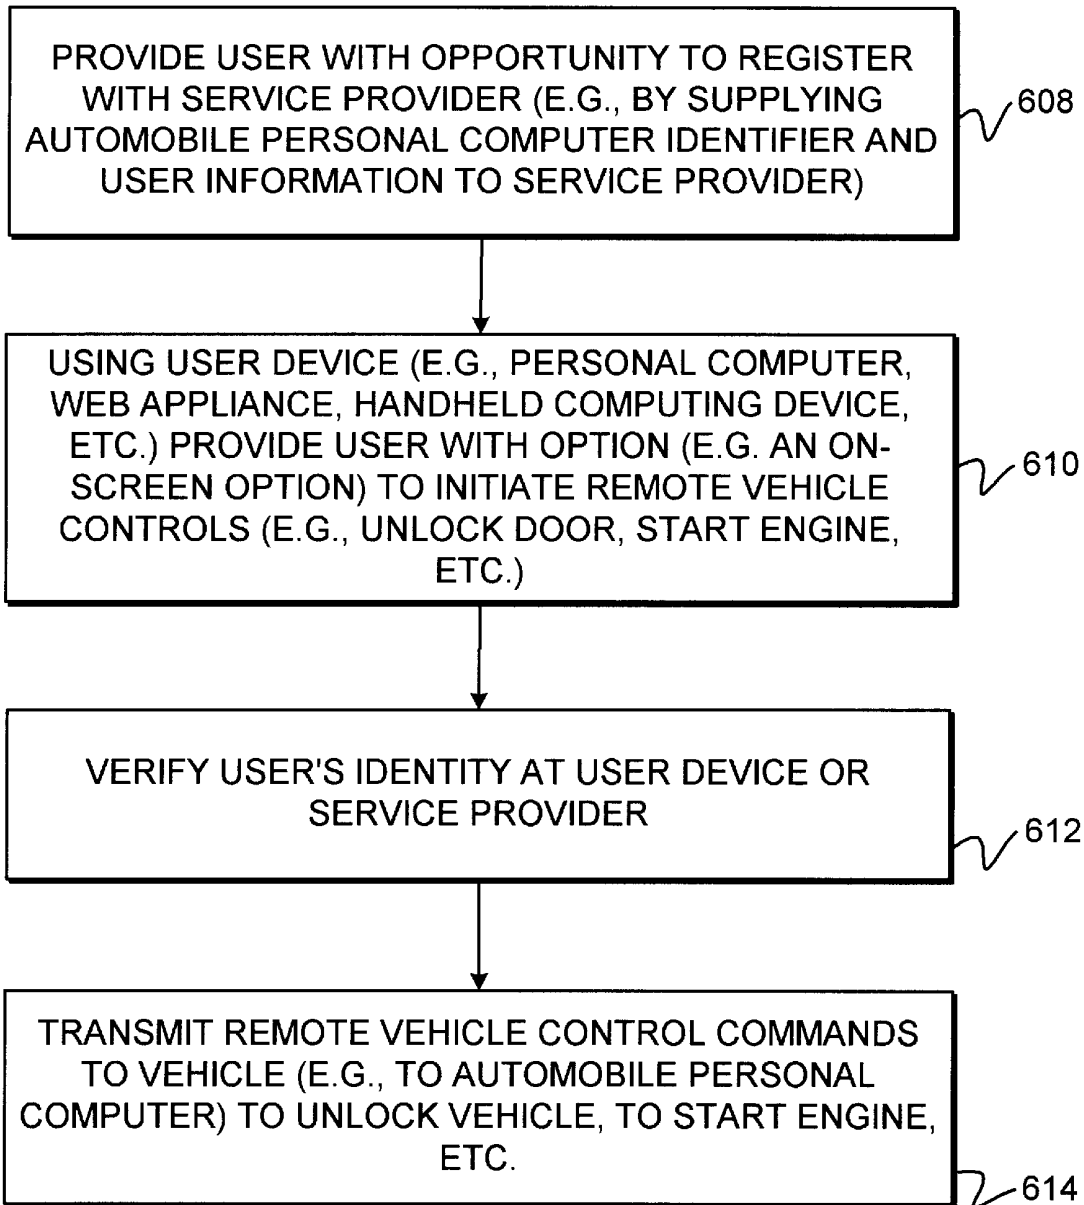 PROVIDE USER WITH OPPORTUNITY TO REGISTER
WITH SERVICE PROVIDER (E.G., BY SUPPLYING
AUTOMOBILE PERSONAL COMPUTER IDENTIFIER AND
USER INFORMATION TO SERVICE PROVIDER)
608
USING USER DEVICE (E.G., PERSONAL COMPUTER,
WEB APPLIANCE, HANDHELD COMPUTING DEVICE,
ETC.) PROVIDE USER WITH OPTION (E.G. AN ON-
SCREEN OPTION) TO INITIATE REMOTE VEHICLE
CONTROLS (E.G., UNLOCK DOOR, START ENGINE,
ETC.)
610
VERIFY USER'S IDENTITY AT USER DEVICE OR
SERVICE PROVIDER
612
TRANSMIT REMOTE VEHICLE CONTROL COMMANDS
TO VEHICLE (E.G., TO AUTOMOBILE PERSONAL
COMPUTER) TO UNLOCK VEHICLE, TO START ENGINE,
ETC.
614